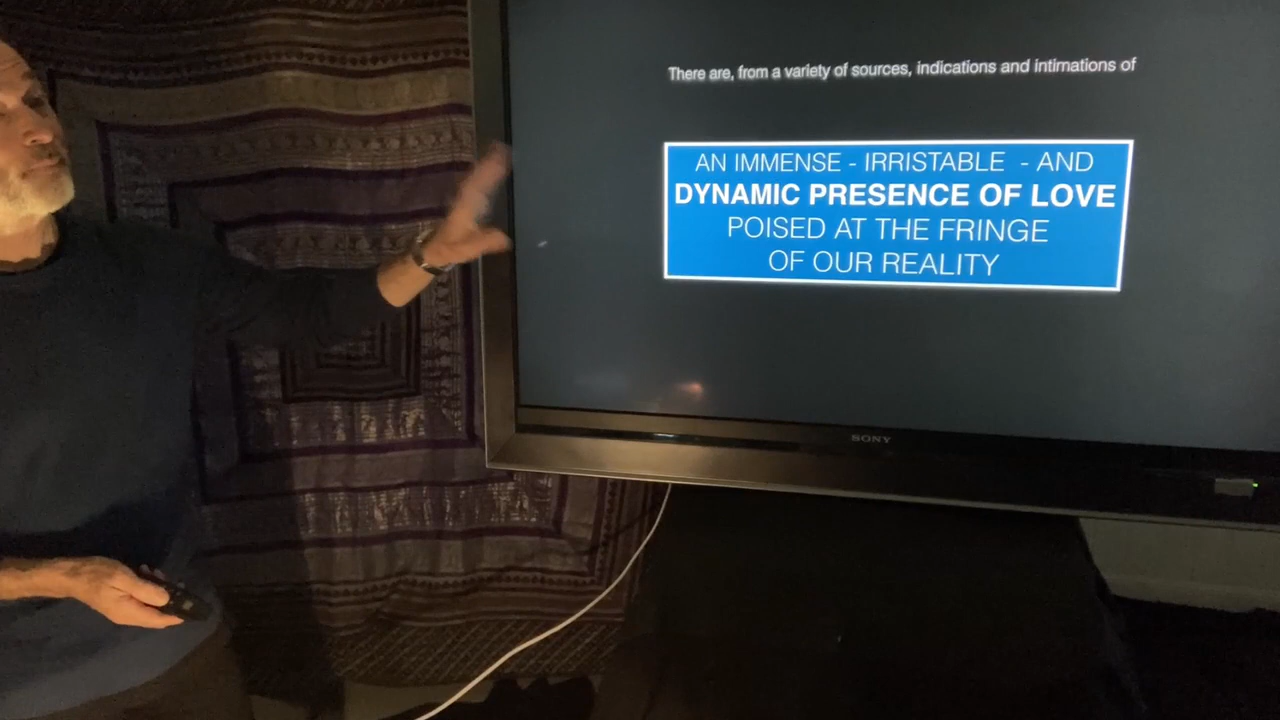 There are, from a variety of sources, indications and intimations of
AN IMMENSE - IRRISTABLE - AND
DYNAMIC PRESENCE OF LOVE
POISED AT THE FRINGE
OF OUR REALITY
SONY